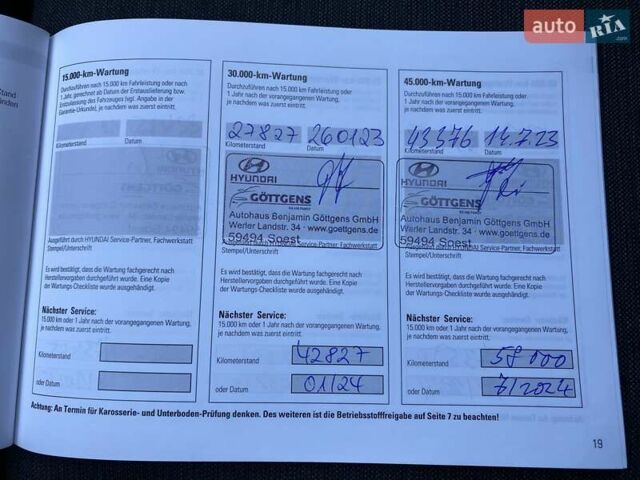 auto RIA.com
Stand
inden
15.000-km-Wartung
Durchzuführen nach 15.000 km Fahrleistung oder nach
1 Jahr, gerechnet ab Datum der Erstauslieferung bzw.
Erstzulassung des Fahrzeuges (vgl. Angabe in der
Garantie-Urkunde), je nachdem was zuerst eintritt.
Kilometerstand Datum
Ausgeführt durch HYUNDAI Service-Partner, Fachwerkstatt
Stempel/Unterschrift
Es wird bestätigt, dass die Wartung fachgerecht nach
Herstellervorgaben durchgeführt wurde. Eine Kopie
der Wartungs-Checkliste wurde ausgehändigt.
Nächster Service:
15.000 km oder 1 Jahr nach der vorangegangenen Wartung,
je nachdem was zuerst eintritt.
Kilometerstand
oder Datum
30.000-km-Wartung
Durchzuführen nach 15.000 km Fahrleistung oder
1 Jahr nach der vorangegangenen Wartung,
je nachdem was zuerst eintritt.
27827 260123
Kilometerstand Datum
HYUNDAI
GÖTTGENS
Autohaus Benjamin Göttgens GmbH
Werler Landstr. 34 · www.goettgens.de
59494 Soest
HYUNDAI Service-Partner, Fachwerkstatt
Stempel/Unterschrift
Es wird bestätigt, dass die Wartung fachgerecht nach
Herstellervorgaben durchgeführt wurde. Eine Kopie
der Wartungs-Checkliste wurde ausgehändigt.
Nächster Service:
15.000 km oder 1 Jahr nach der vorangegangenen Wartung,
je nachdem was zuerst eintritt.
Kilometerstand 42827
oder Datum 01/24
45.000-km-Wartung
Durchzuführen nach 15.000 km Fahrleistung oder
1 Jahr nach der vorangegangenen Wartung,
je nachdem was zuerst eintritt.
43376 14.7.23
Kilometerstand Datum
HYUNDAI
GÖTTGENS
Autohaus Benjamin Göttgens GmbH
Werler Landstr. 34 · www.goettgens.de
59494 Soest
HYUNDAI Service-Partner, Fachwerkstatt
Stempel/Unterschrift
Es wird bestätigt, dass die Wartung fachgerecht nach
Herstellervorgaben durchgeführt wurde. Eine Kopie
der Wartungs-Checkliste wurde ausgehändigt.
Nächster Service:
15.000 km oder 1 Jahr nach der vorangegangenen Wartung,
je nachdem was zuerst eintritt.
Kilometerstand 58000
oder Datum 7/2024
Achtung: An Termin für Karosserie- und Unterboden-Prüfung denken. Des weiteren ist die Betriebsstofffreigabe auf Seite 7 zu beachten!
19